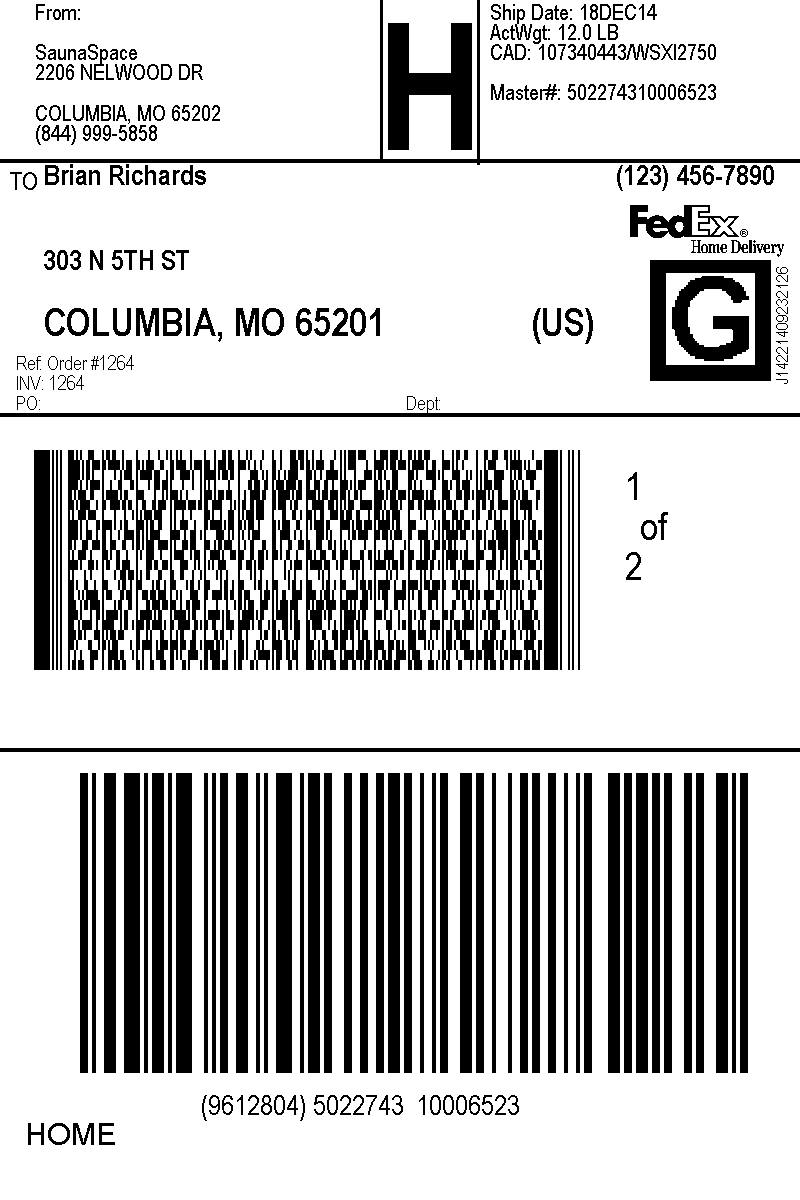 From:
SaunaSpace
2206 NELWOOD DR
COLUMBIA, MO 65202
(844) 999-5858
H
Ship Date: 18DEC14
ActWgt: 12.0 LB
CAD: 107340443/WSXI2750
Master#: 502274310006523
TO Brian Richards (123) 456-7890
303 N 5TH ST
COLUMBIA, MO 65201 (US)
FedEx®
Home Delivery
G
J14221409232126
Ref: Order #1264
INV: 1264
PO: Dept:
1
of
2
(9612804) 5022743 10006523
HOME